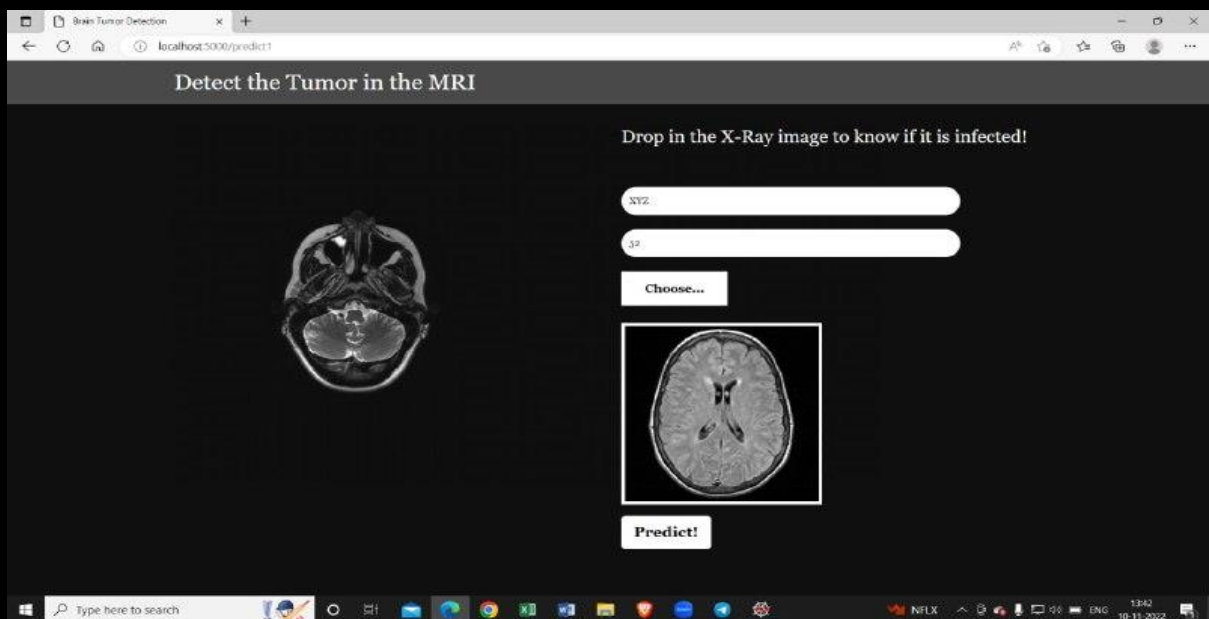 Brain Tumor Detection
localhost:5000/predict1
Detect the Tumor in the MRI
Drop in the X-Ray image to know if it is infected!
XYZ
52
Choose...
Predict!
Type here to search
NFLX
ENG
13:42
10-11-2022